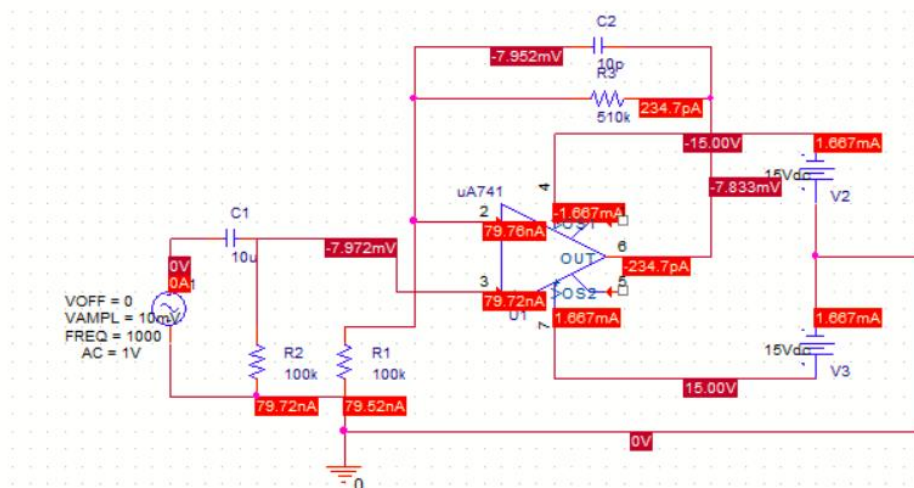 C2
-7.952mV
10p
R3
234.7pA
510k
-15.00V
1.667mA
15Vdc
-7.833mV
V2
uA741
4
-1.667mA
OS1
2
79.76nA
6
OUT
-234.7pA
C1
-7.972mV
10u
0V
0A
3
79.72nA
5
OS2
U1
7
1.667mA
1.667mA
VOFF = 0
VAMPL = 10mV
FREQ = 1000
AC = 1V
15Vdc
V3
R2
100k
R1
100k
15.00V
79.72nA
79.52nA
0V
0